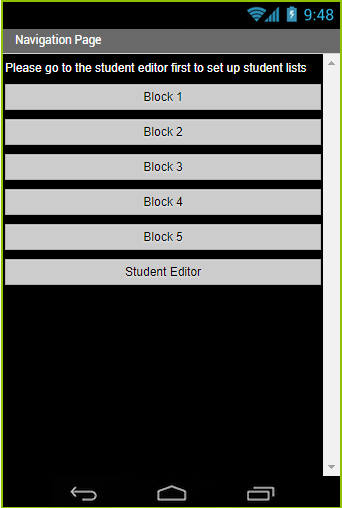 9:48
Navigation Page
Please go to the student editor first to set up student lists
Block 1
Block 2
Block 3
Block 4
Block 5
Student Editor